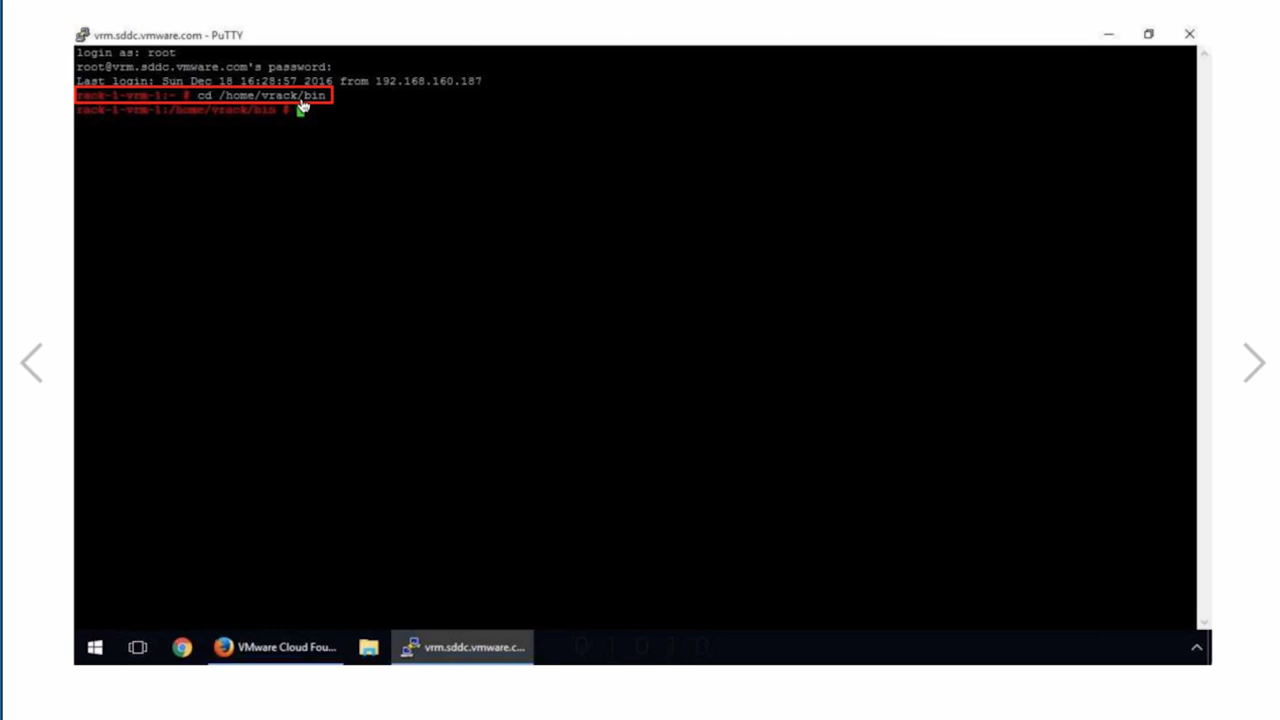 vrm.sddc.vmware.com - PuTTY
login as: root
root@vrm.sddc.vmware.com's password:
Last login: Sun Dec 18 16:28:57 2016 from 192.168.160.187
rack-1-vrm-1:~ # cd /home/vrack/bin
rack-1-vrm-1:/home/vrack/bin #
VMware Cloud Fou...
vrm.sddc.vmware.c...